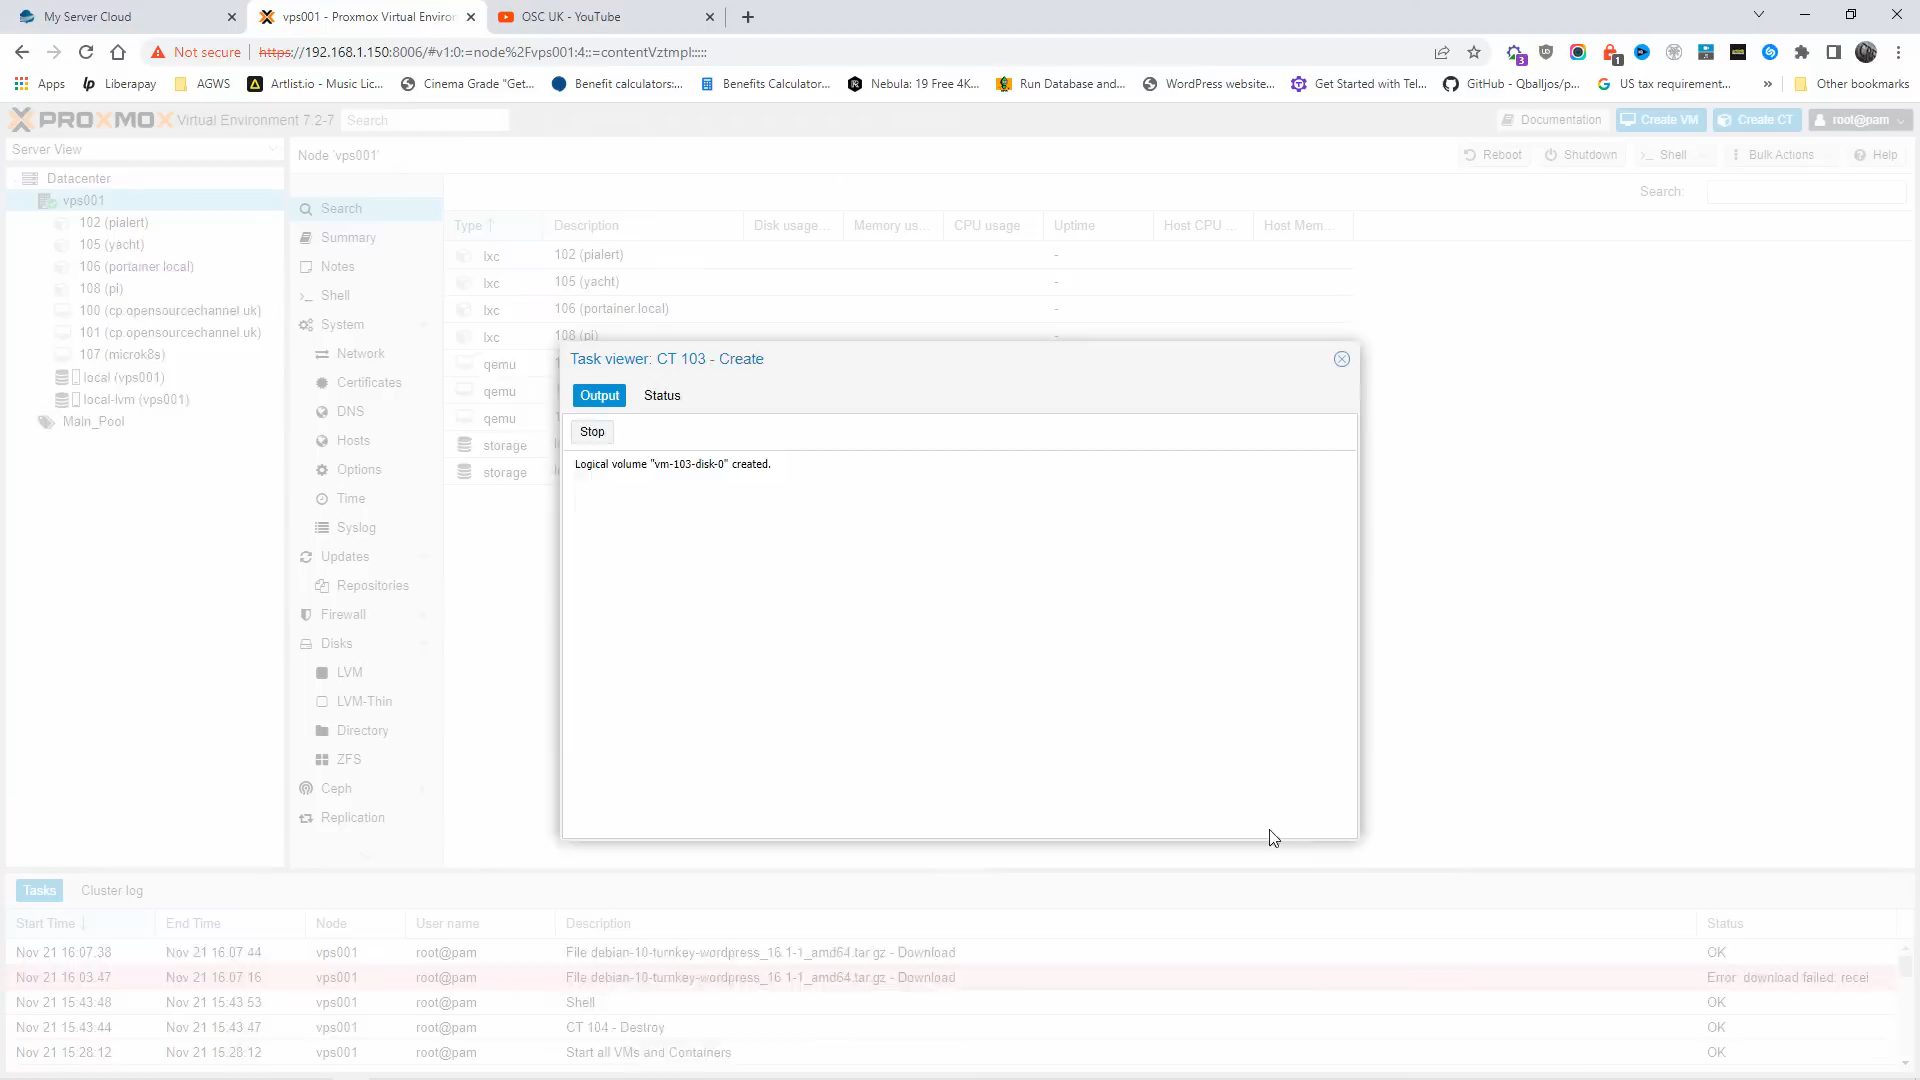 My Server Cloud
vps001 - Proxmox Virtual Environ
OSC UK - YouTube
Not secure
https://192.168.1.150:8006/#v1:0:=node%2Fvps001:4::=contentVztmpl:::::
3
1
Apps
Liberapay
AGWS
Artlist.io - Music Lic...
Cinema Grade "Get...
Benefit calculators:...
Benefits Calculator...
Nebula: 19 Free 4K...
Run Database and...
WordPress website...
Get Started with Tel...
GitHub - Qballjos/p...
US tax requirement...
»
Other bookmarks
PROXMOX
Virtual Environment 7.2-7
Search
Documentation
Create VM
Create CT
root@pam
Server View
Node 'vps001'
Reboot
Shutdown
Shell
Bulk Actions
Help
Datacenter
vps001
102 (pialert)
105 (yacht)
106 (portainer.local)
108 (pi)
100 (cp.opensourcechannel.uk)
101 (cp.opensourcechannel.uk)
107 (microk8s)
local (vps001)
local-lvm (vps001)
Main_Pool
Search
Summary
Notes
Shell
System
Network
Certificates
DNS
Hosts
Options
Time
Syslog
Updates
Repositories
Firewall
Disks
LVM
LVM-Thin
Directory
ZFS
Ceph
Replication
Search:
Type
Description
Disk usage...
Memory us...
CPU usage
Uptime
Host CPU ...
Host Mem...
lxc
102 (pialert)
-
lxc
105 (yacht)
-
lxc
106 (portainer.local)
-
lxc
108 (pi)
-
qemu
qemu
qemu
storage
storage
Task viewer: CT 103 - Create
Output
Status
Stop
Logical volume "vm-103-disk-0" created.
Tasks
Cluster log
Start Time
End Time
Node
User name
Description
Status
Nov 21 16:07:38
Nov 21 16:07:44
vps001
root@pam
File debian-10-turnkey-wordpress_16.1-1_amd64.tar.gz - Download
OK
Nov 21 16:03:47
Nov 21 16:07:16
vps001
root@pam
File debian-10-turnkey-wordpress_16.1-1_amd64.tar.gz - Download
Error: download failed: recei
Nov 21 15:43:48
Nov 21 15:43:53
vps001
root@pam
Shell
OK
Nov 21 15:43:44
Nov 21 15:43:47
vps001
root@pam
CT 104 - Destroy
OK
Nov 21 15:28:12
Nov 21 15:28:12
vps001
root@pam
Start all VMs and Containers
OK